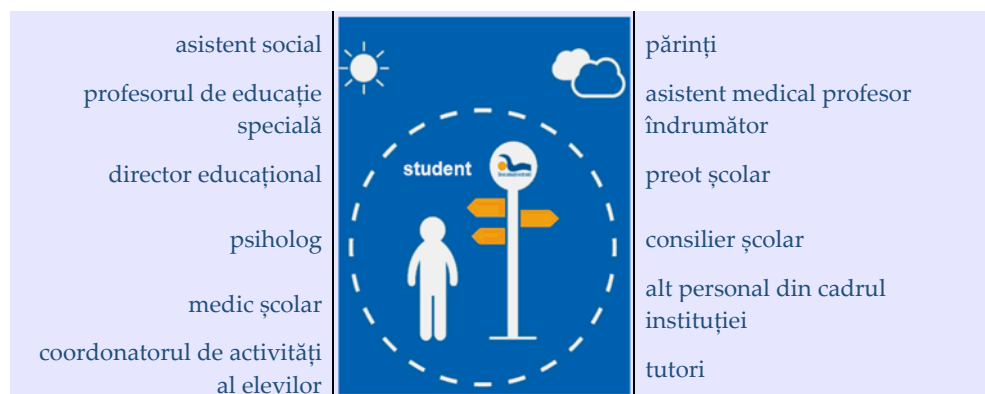 asistent social
profesorul de educație
specială
director educațional
psiholog
medic școlar
coordonatorul de activități
al elevilor
student
părinți
asistent medical profesor
îndrumător
preot școlar
consilier școlar
alt personal din cadrul
instituției
tutori